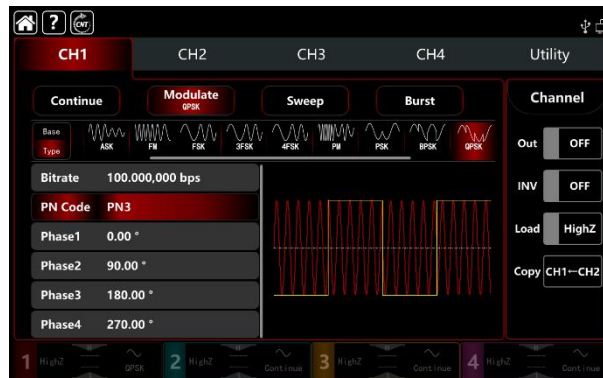 ? CNT
CH1 CH2 CH3 CH4 Utility
Continue Modulate Sweep Burst Channel
QPSK
Base
Type ASK FM FSK 3FSK 4FSK PM PSK BPSK QPSK
Out OFF
Bitrate 100.000,000 bps
INV OFF
PN Code PN3
Phase1 0.00 °
Load HighZ
Phase2 90.00 °
Copy CH1←CH2
Phase3 180.00 °
Phase4 270.00 °
1 HighZ QPSK 2 HighZ Continue 3 HighZ Continue 4 HighZ Continue